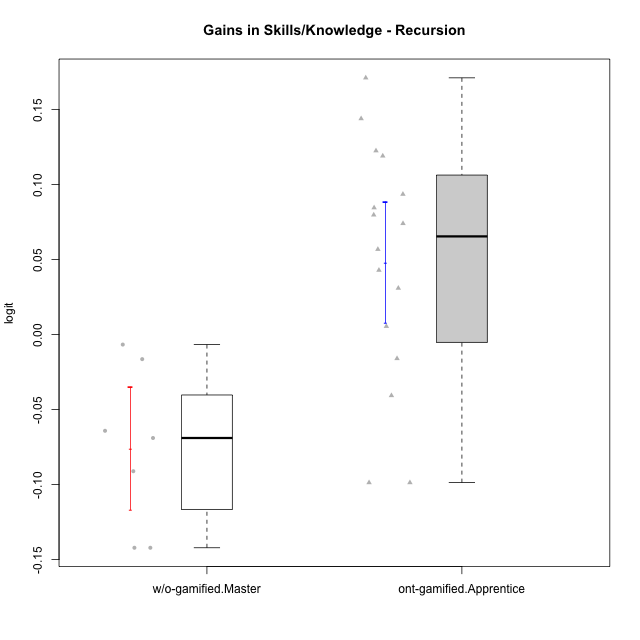 Gains in Skills/Knowledge - Recursion
logit
0.15
0.10
0.05
0.00
-0.05
-0.10
-0.15
w/o-gamified.Master
ont-gamified.Apprentice